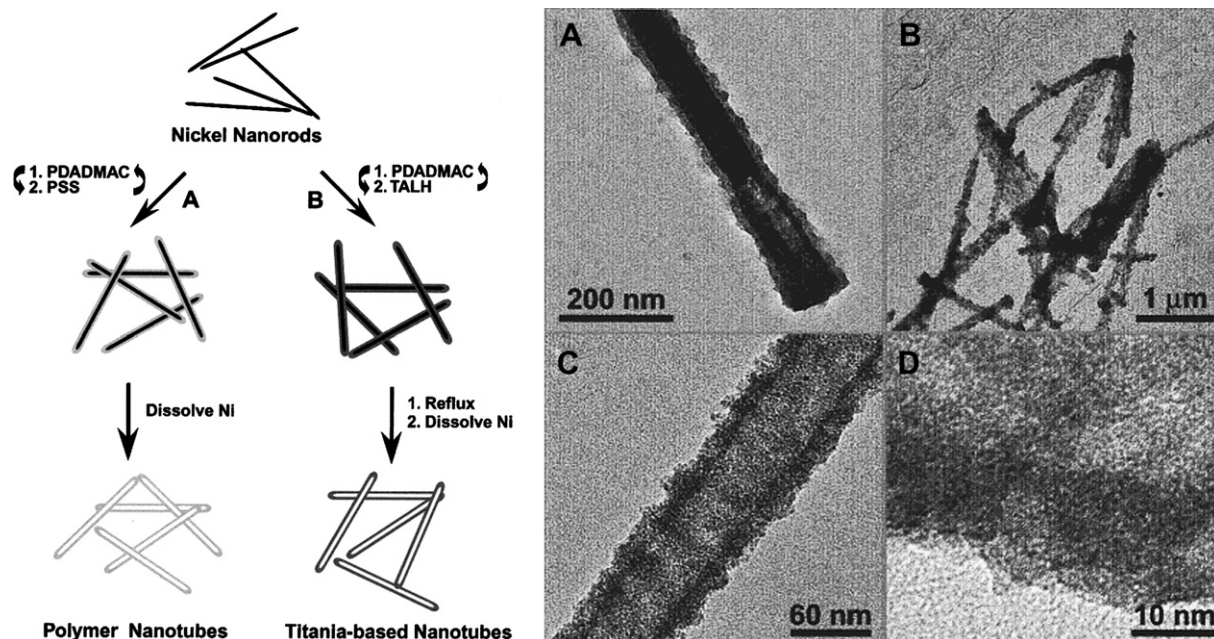 Nickel Nanorods
1. PDADMAC
2. PSS
A
1. PDADMAC
2. TALH
B
Dissolve Ni
1. Reflux
2. Dissolve Ni
Polymer Nanotubes
Titania-based Nanotubes
A
200 nm
B
1 μm
C
60 nm
D
10 nm